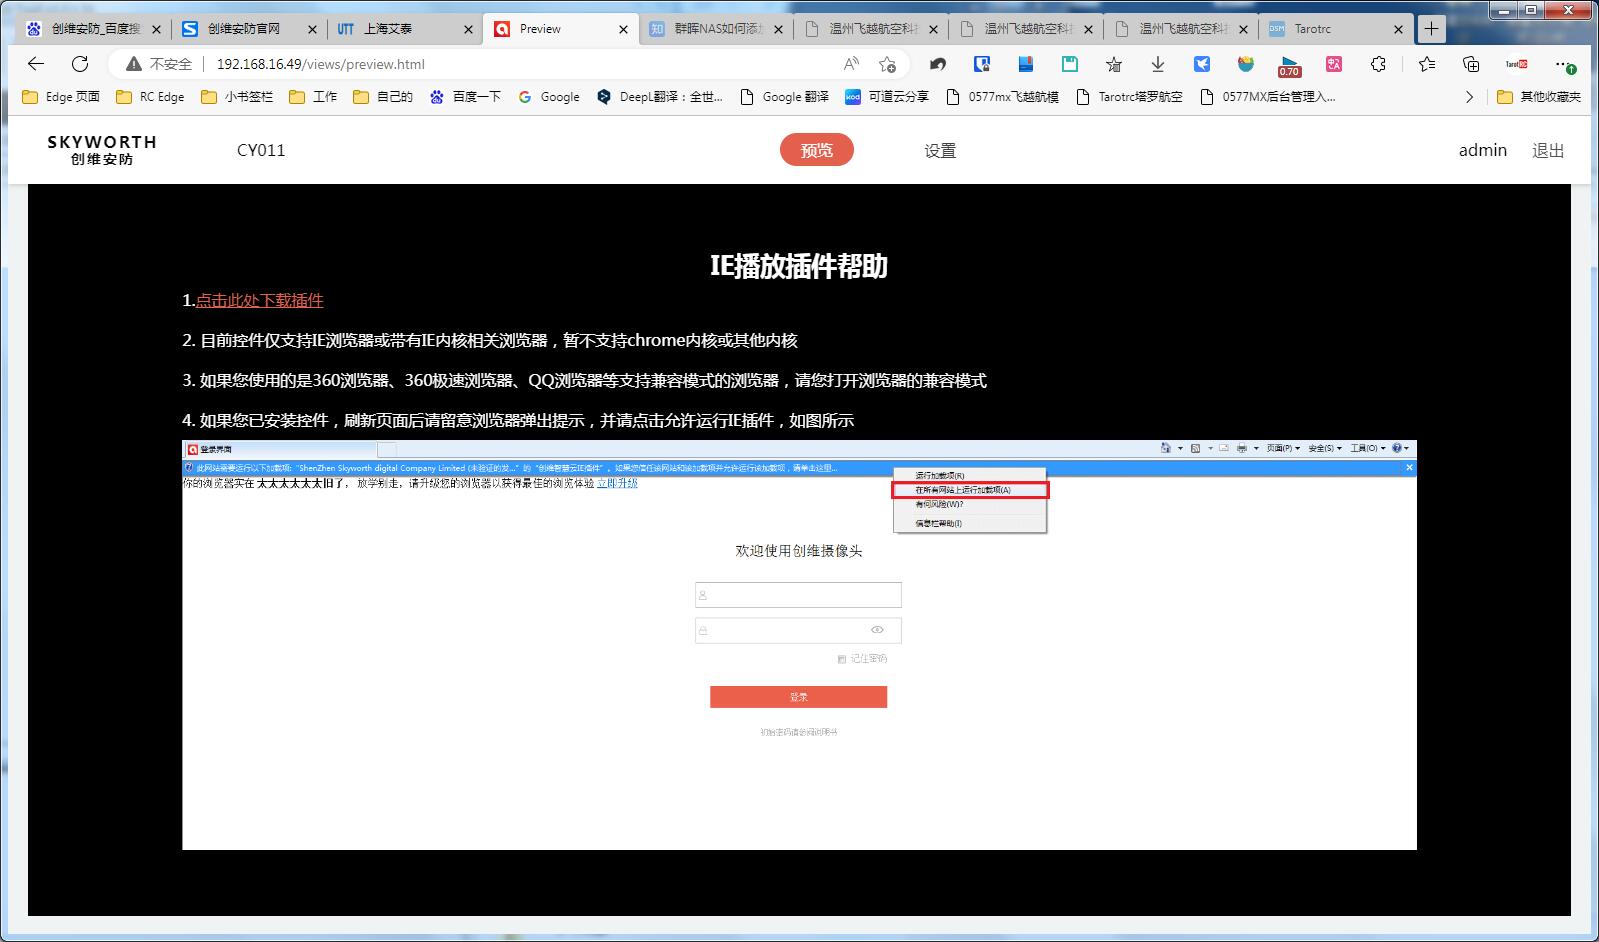 创维安防_百度搜
创维安防官网
UTT 上海艾泰
Preview
群晖NAS如何添加
温州飞越航空科技
温州飞越航空科技
温州飞越航空科技
DSM Tarotrc
不安全 192.168.16.49/views/preview.html
0.70
Edge 页面
RC Edge
小书签栏
工作
自己的
百度一下
Google
DeepL翻译：全世...
Google 翻译
kod 可道云分享
0577mx飞越航模
Tarotrc塔罗航空
0577MX后台管理入...
其他收藏夹
SKYWORTH
创维安防
CY011
预览
设置
admin
退出
IE播放插件帮助
1.点击此处下载插件
2. 目前控件仅支持IE浏览器或带有IE内核相关浏览器，暂不支持chrome内核或其他内核
3. 如果您使用的是360浏览器、360极速浏览器、QQ浏览器等支持兼容模式的浏览器，请您打开浏览器的兼容模式
4. 如果您已安装控件，刷新页面后请留意浏览器弹出提示，并请点击允许运行IE插件，如图所示
登录界面
页面(P) 安全(S) 工具(O)
此网站需要运行以下加载项: "ShenZhen Skyworth digital Company Limited (未验证的发..." 的 "创维智慧云IE插件"。如果您信任该网站和该加载项并允许运行该加载项，请单击这里...
你的浏览器实在 太太太太太太旧了， 放学别走，请升级您的浏览器以获得最佳的浏览体验 立即升级
运行加载项(R)
在所有网站上运行加载项(A)
有何风险(W)?
信息栏帮助(I)
欢迎使用创维摄像头
记住密码
登录
初始密码请参阅说明书